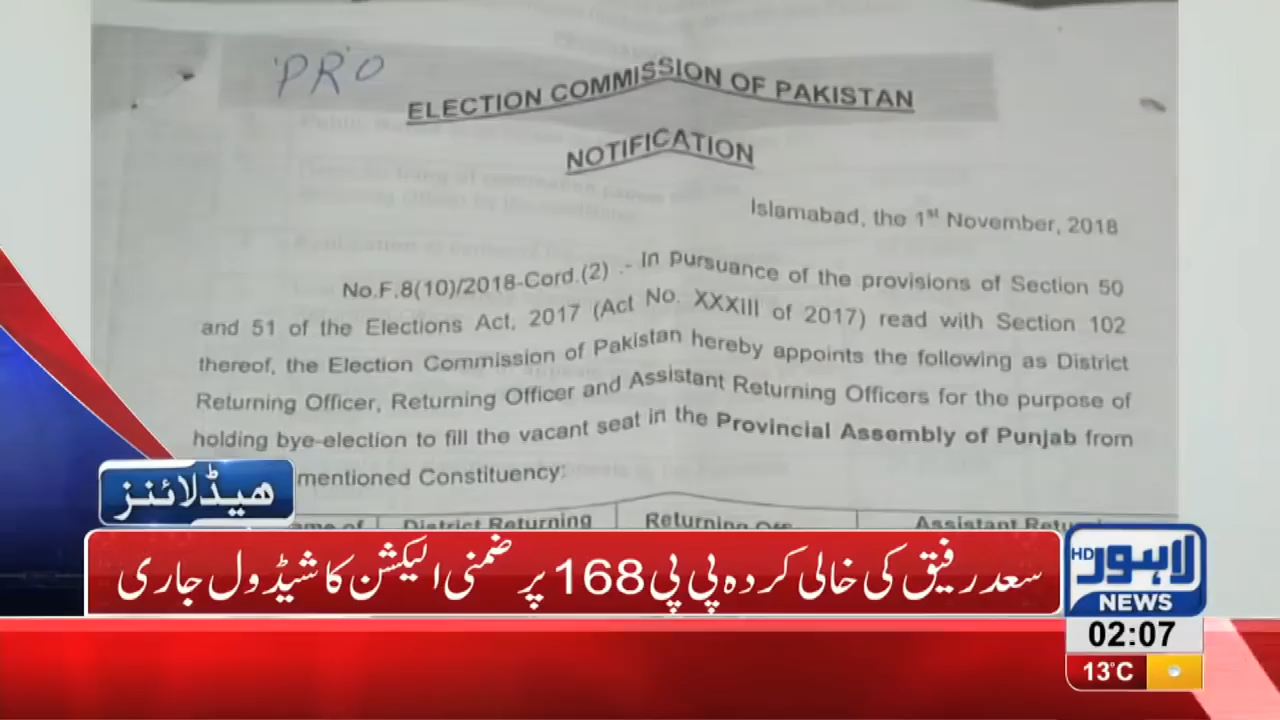 PRO
ELECTION COMMISSION OF PAKISTAN
NOTIFICATION
Islamabad, the 1st November, 2018
No.F.8(10)/2018-Cord.(2) .- In pursuance of the provisions of Section 50
and 51 of the Elections Act, 2017 (Act No. XXXIII of 2017) read with Section 102
thereof, the Election Commission of Pakistan hereby appoints the following as District
Returning Officer, Returning Officer and Assistant Returning Officers for the purpose of
holding bye-election to fill the vacant seat in the Provincial Assembly of Punjab from
mentioned Constituency:
District Returning Returning Assistant
ھیڈلائنز
سعد رفیق کی خالی کردہ پی پی 168 پر ضمنی الیکشن کا شیڈول جاری
لاہور HD
NEWS
02:07
13°C